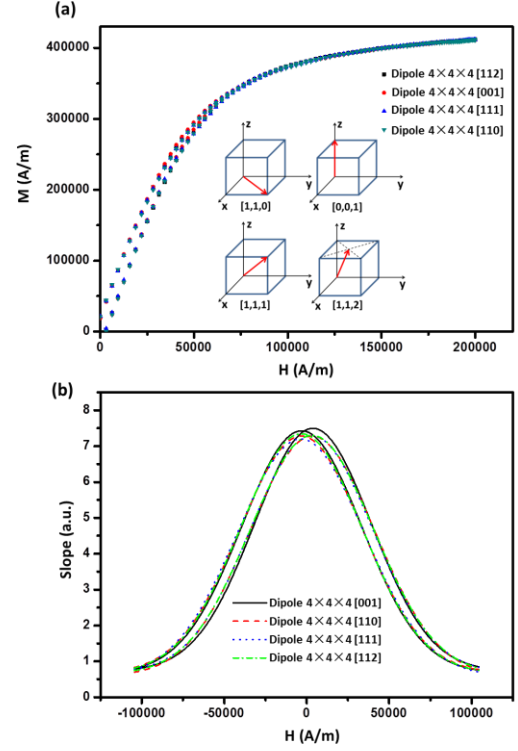 (a)
400000
300000
200000
100000
0
M (A/m)
Dipole 4×4×4 [112]
Dipole 4×4×4 [001]
Dipole 4×4×4 [111]
Dipole 4×4×4 [110]
z
y
x
[1,1,0]
z
y
x
[0,0,1]
z
y
x
[1,1,1]
z
y
x
[1,1,2]
0
50000
100000
150000
200000
H (A/m)
(b)
8
7
6
5
4
3
2
1
0
Slope (a.u.)
Dipole 4×4×4 [001]
Dipole 4×4×4 [110]
Dipole 4×4×4 [111]
Dipole 4×4×4 [112]
-100000
-50000
0
50000
100000
H (A/m)